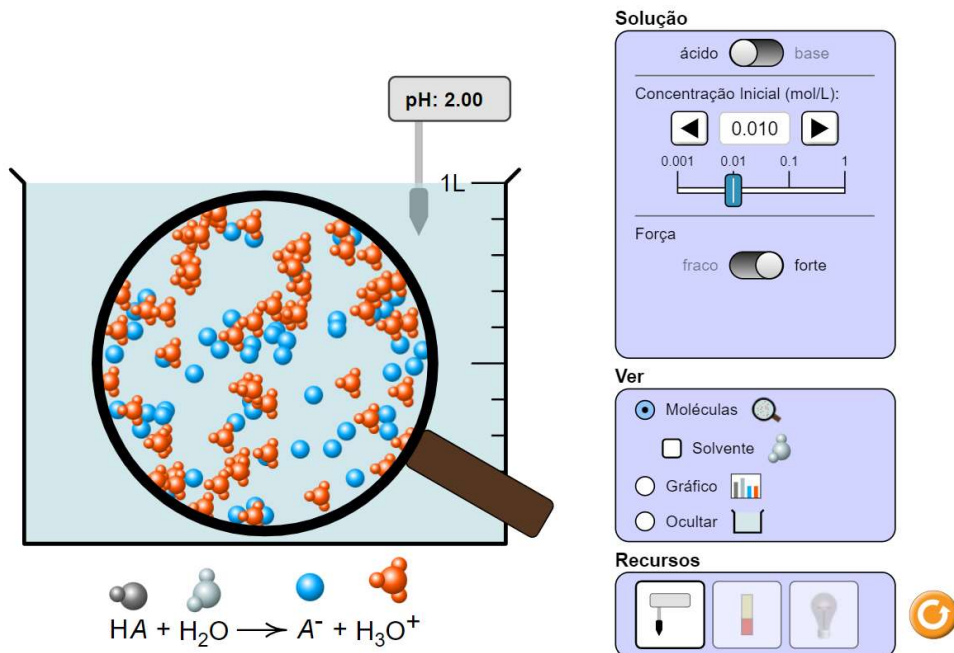 pH: 2.00
1L
HA + H₂O → A⁻ + H₃O⁺
Solução
ácido base
Concentração Inicial (mol/L):
0.010
0.001 0.01 0.1 1
Força
fraco forte
Ver
Moléculas
Solvente
Gráfico
Ocultar
Recursos